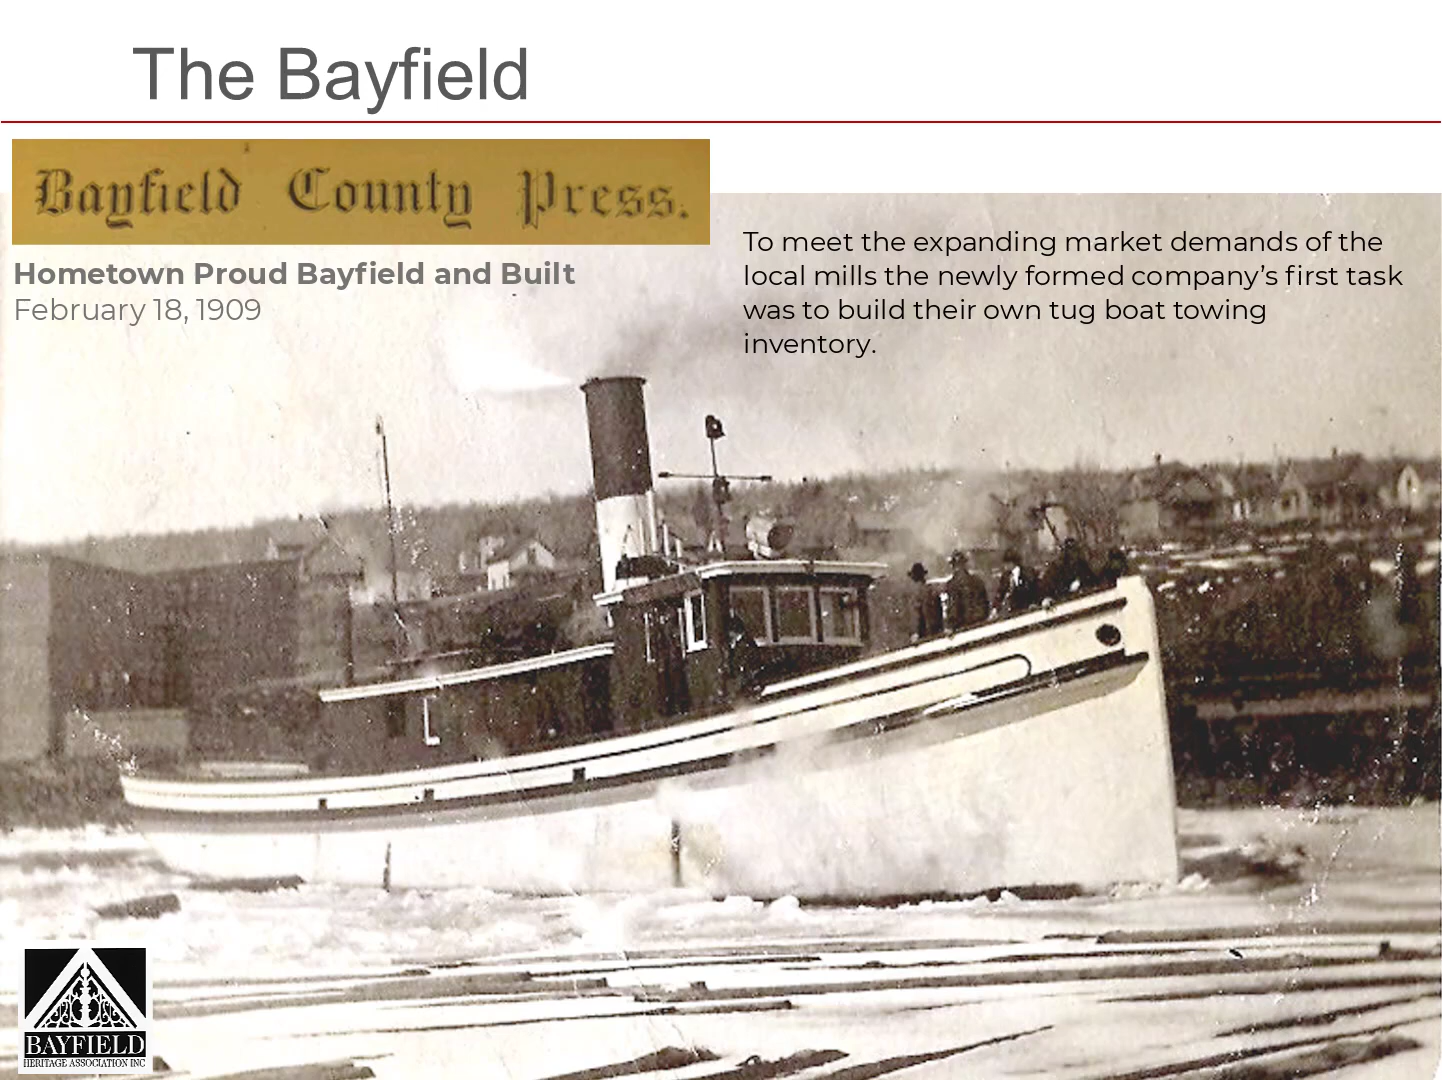 The Bayfield
Bayfield County Press.
Hometown Proud Bayfield and Built
February 18, 1909
To meet the expanding market demands of the
local mills the newly formed company’s first task
was to build their own tug boat towing
inventory.
BAYFIELD
HERITAGE ASSOCIATION INC